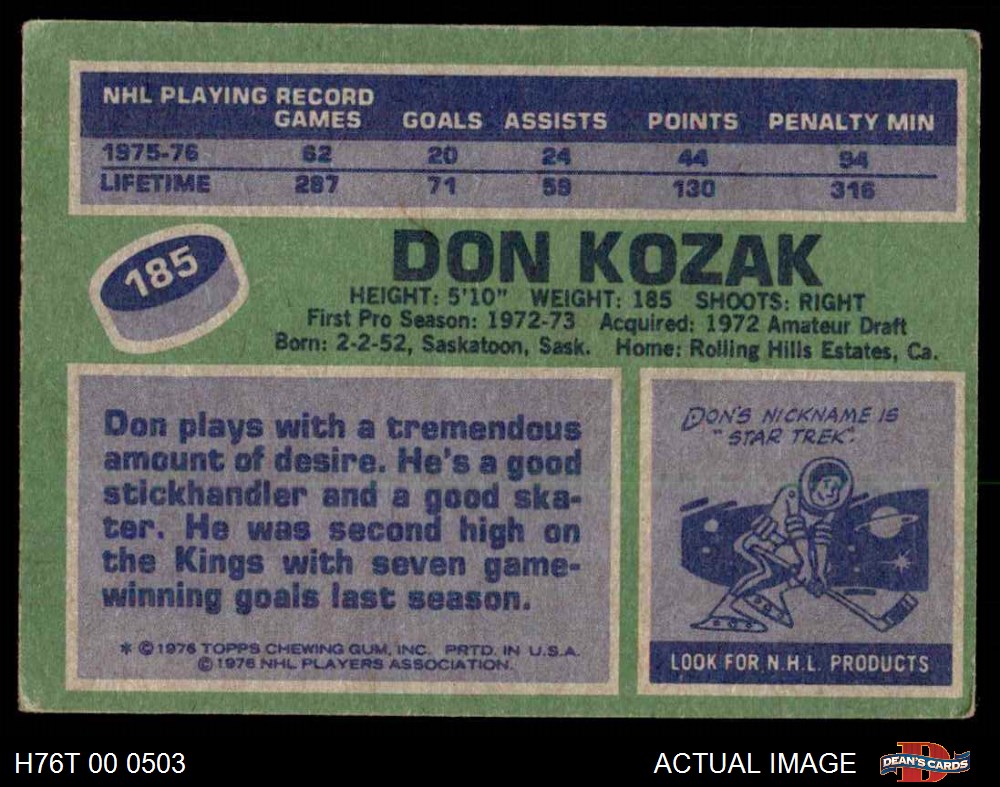 NHL PLAYING RECORD
GAMES GOALS ASSISTS POINTS PENALTY MIN
1975-76 62 20 24 44 94
LIFETIME 287 71 59 130 316
185
DON KOZAK
HEIGHT: 5'10" WEIGHT: 185 SHOOTS: RIGHT
First Pro Season: 1972-73 Acquired: 1972 Amateur Draft
Born: 2-2-52, Saskatoon, Sask. Home: Rolling Hills Estates, Ca.
Don plays with a tremendous
amount of desire. He's a good
stickhandler and a good ska-
ter. He was second high on
the Kings with seven game-
winning goals last season.
* © 1976 TOPPS CHEWING GUM, INC. PRTD. IN U.S.A.
© 1976 NHL PLAYERS ASSOCIATION.
DON'S NICKNAME IS
"STAR TREK".
LOOK FOR N.H.L. PRODUCTS
H76T 00 0503
ACTUAL IMAGE
D
DEAN'S CARDS